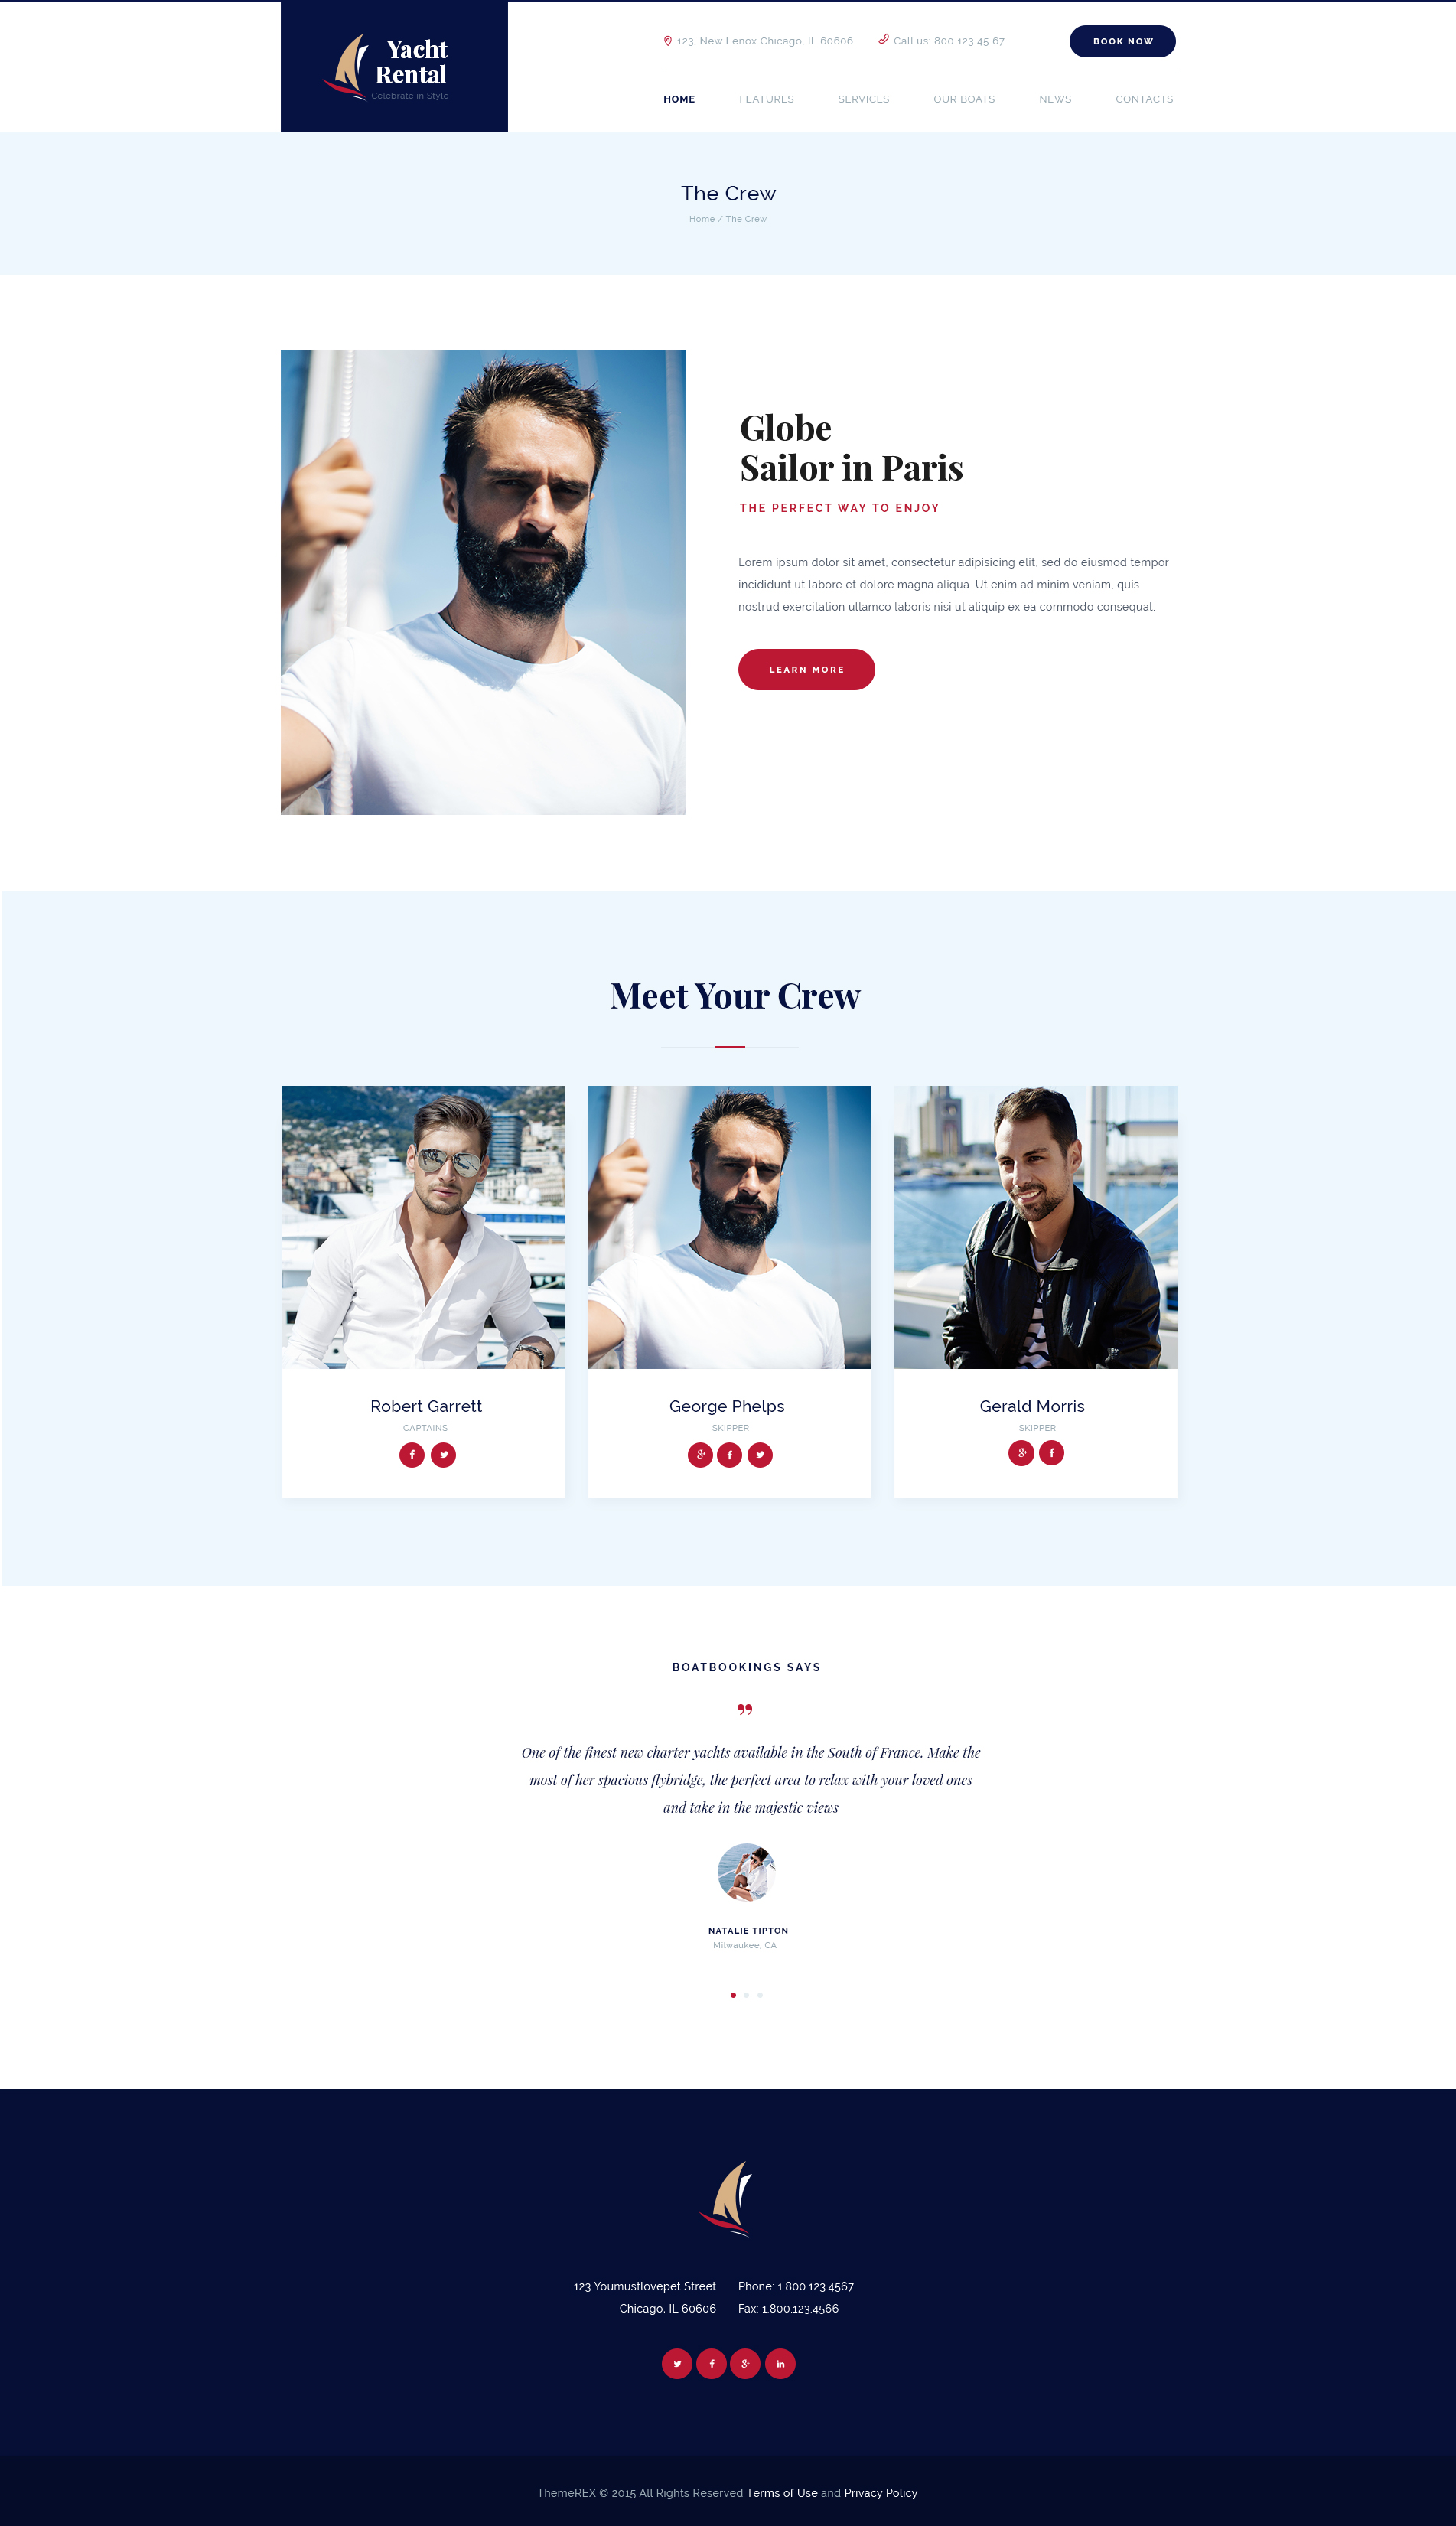 Yacht
Rental
Celebrate in Style
123, New Lenox Chicago, IL 60606
Call us: 800 123 45 67
BOOK NOW
HOME FEATURES SERVICES OUR BOATS NEWS CONTACTS
The Crew
Home / The Crew
Globe
Sailor in Paris
THE PERFECT WAY TO ENJOY
Lorem ipsum dolor sit amet, consectetur adipisicing elit, sed do eiusmod tempor
incididunt ut labore et dolore magna aliqua. Ut enim ad minim veniam, quis
nostrud exercitation ullamco laboris nisi ut aliquip ex ea commodo consequat.
LEARN MORE
Meet Your Crew
Robert Garrett
CAPTAINS
George Phelps
SKIPPER
Gerald Morris
SKIPPER
BOATBOOKINGS SAYS
”
One of the finest new charter yachts available in the South of France. Make the
most of her spacious flybridge, the perfect area to relax with your loved ones
and take in the majestic views
NATALIE TIPTON
Milwaukee, CA
123 Youmustlovepet Street
Chicago, IL 60606
Phone: 1.800.123.4567
Fax: 1.800.123.4566
ThemeREX © 2015 All Rights Reserved Terms of Use and Privacy Policy